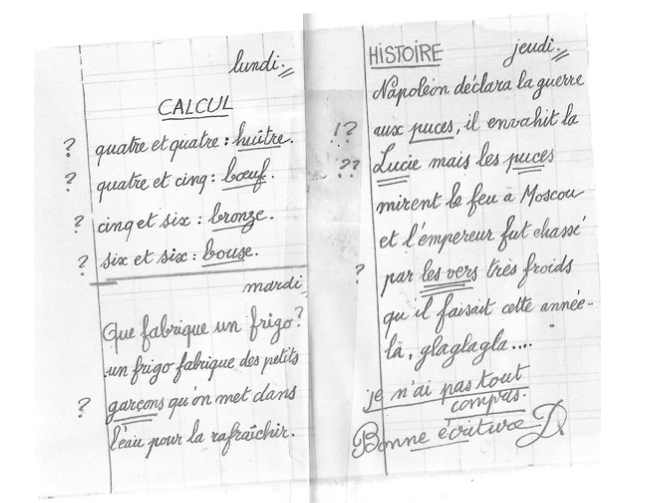 lundi.
CALCUL
? quatre et quatre : huître.
? quatre et cinq : bœuf.
? cinq et six : bronze.
? six et six : bouse.
mardi
Que fabrique un frigo?
un frigo fabrique des petits
? garçons qu'on met dans
l'eau pour la rafraîchir.
HISTOIRE jeudi.
Napoléon déclara la guerre
!? aux puces, il envahit la
?? Lucie mais les puces
mirent le feu à Moscou
et l'empereur fut chassé
? par les vers très froids
qu'il faisait cette année-
là, glaglagla....
je n'ai pas tout
compas.
Bonne écriture D